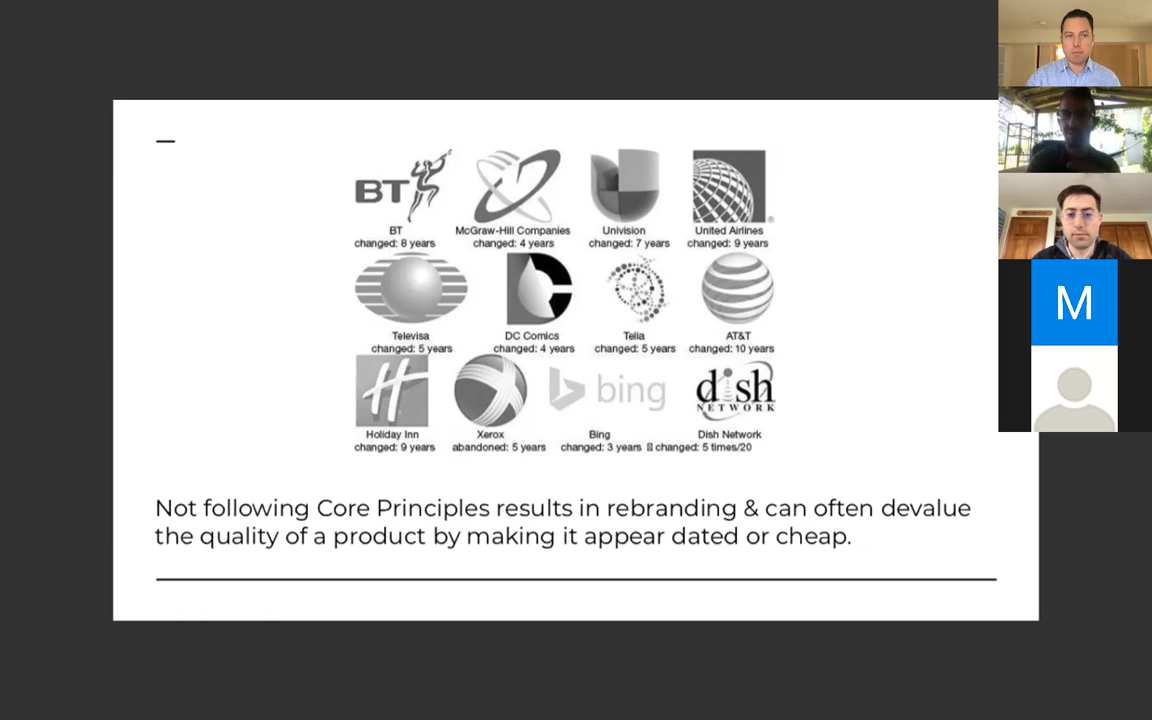 BT
BT McGraw-Hill Companies Univision United Airlines
changed: 8 years changed: 4 years changed: 7 years changed: 9 years
Televisa DC Comics Telia AT&T
changed: 5 years changed: 4 years changed: 5 years changed: 10 years
bing dish
NETWORK
Holiday Inn Xerox Bing Dish Network
changed: 9 years abandoned: 5 years changed: 3 years changed: 5 times/20
Not following Core Principles results in rebranding & can often devalue
the quality of a product by making it appear dated or cheap.
M